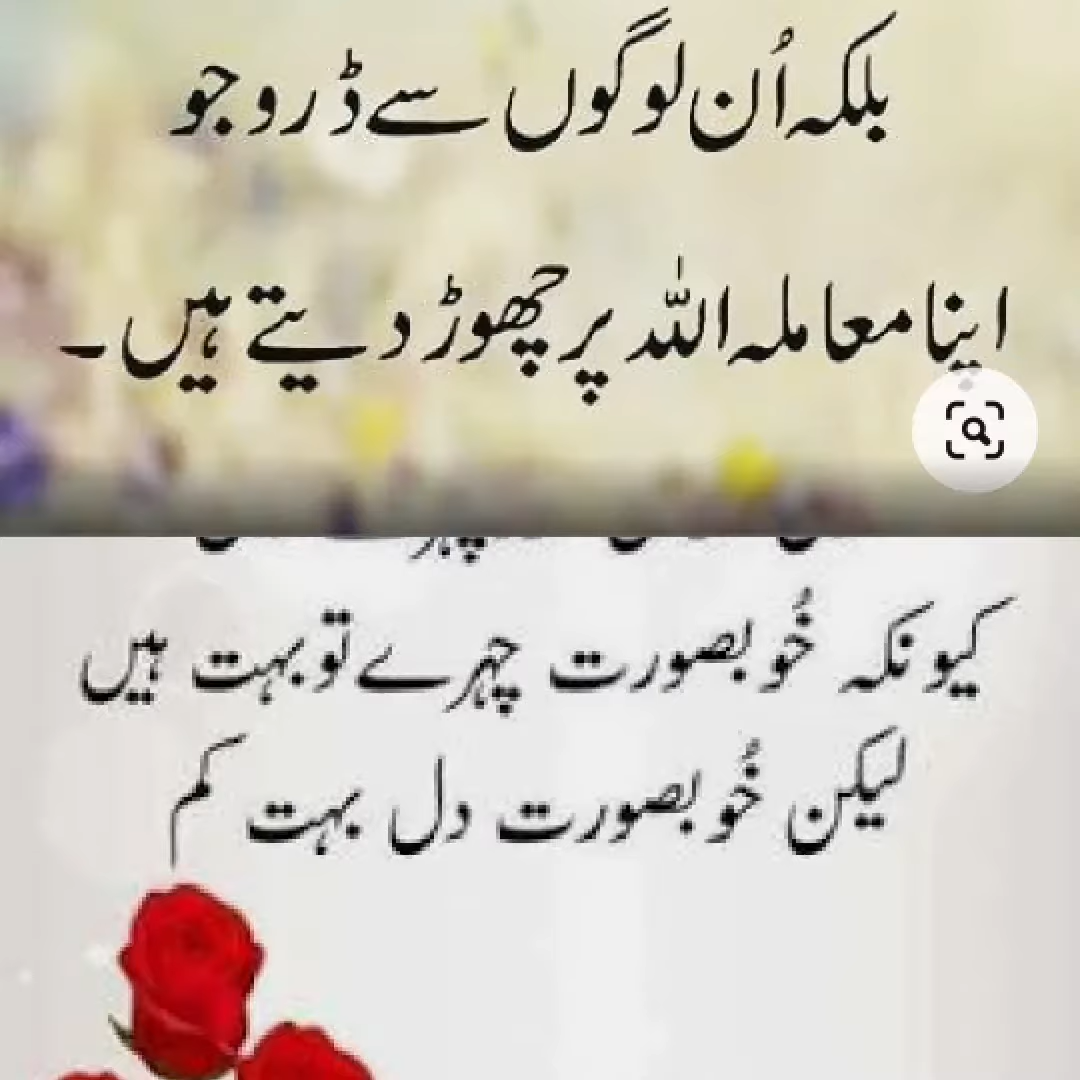 بلکہ اُن لوگوں سے ڈرو جو
اپنا معاملہ اللہ پر چھوڑ دیتے ہیں۔
کیونکہ خُوبصورت چہرے تو بہت ہیں
لیکن خُوبصورت دل بہت کم